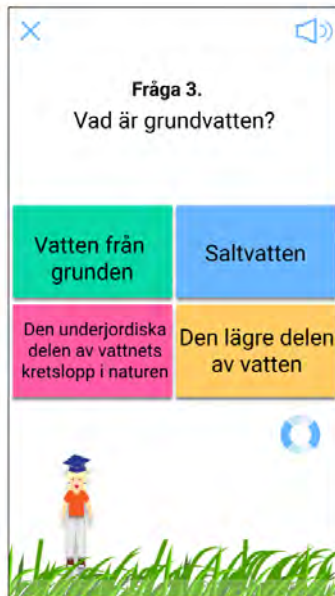 Fråga 3.
Vad är grundvatten?
Vatten från
grunden
Saltvatten
Den underjordiska
delen av vattnets
kretslopp i naturen
Den lägre delen
av vatten